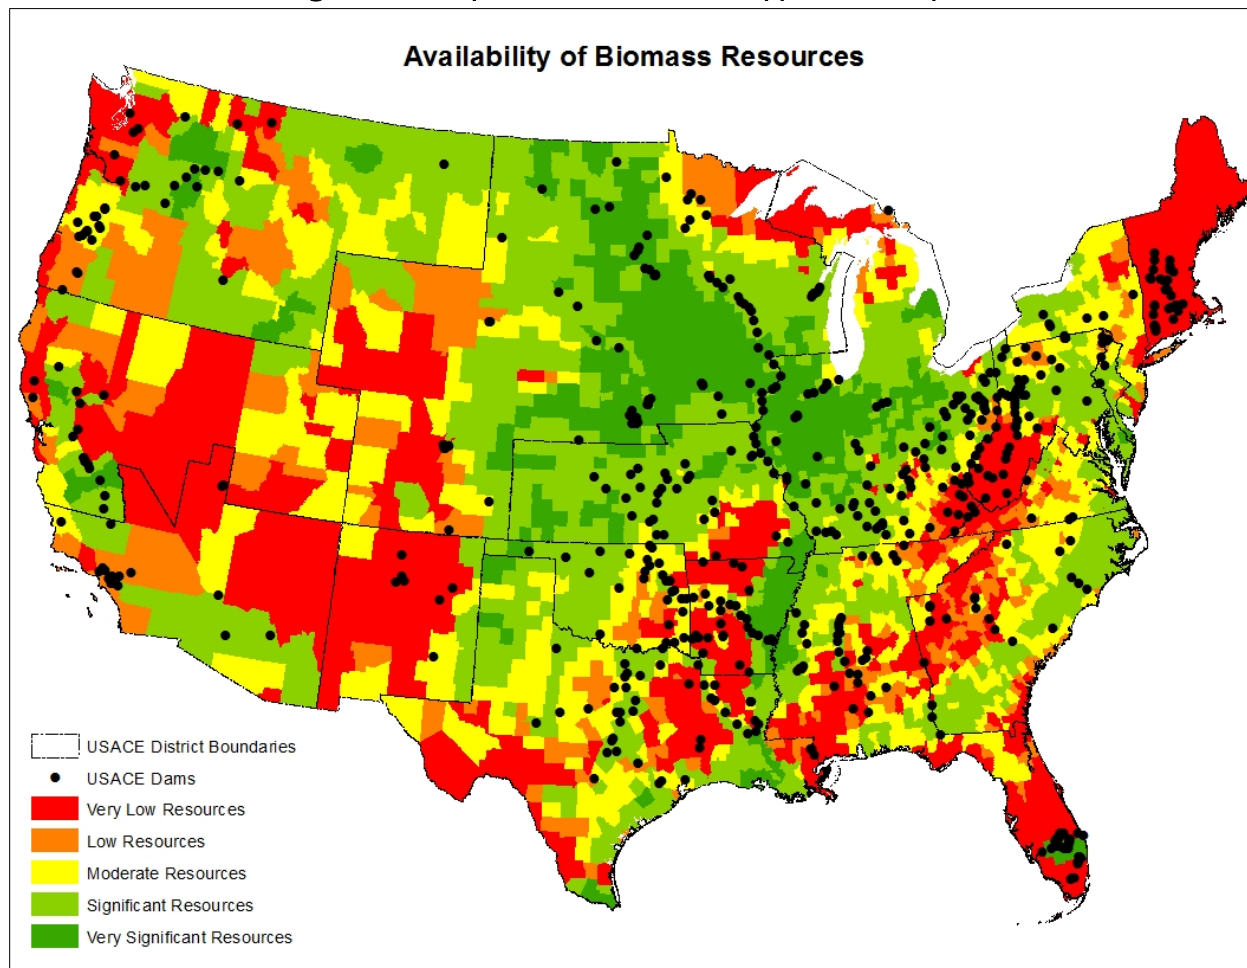 Availability of Biomass Resources
USACE District Boundaries
USACE Dams
Very Low Resources
Low Resources
Moderate Resources
Significant Resources
Very Significant Resources